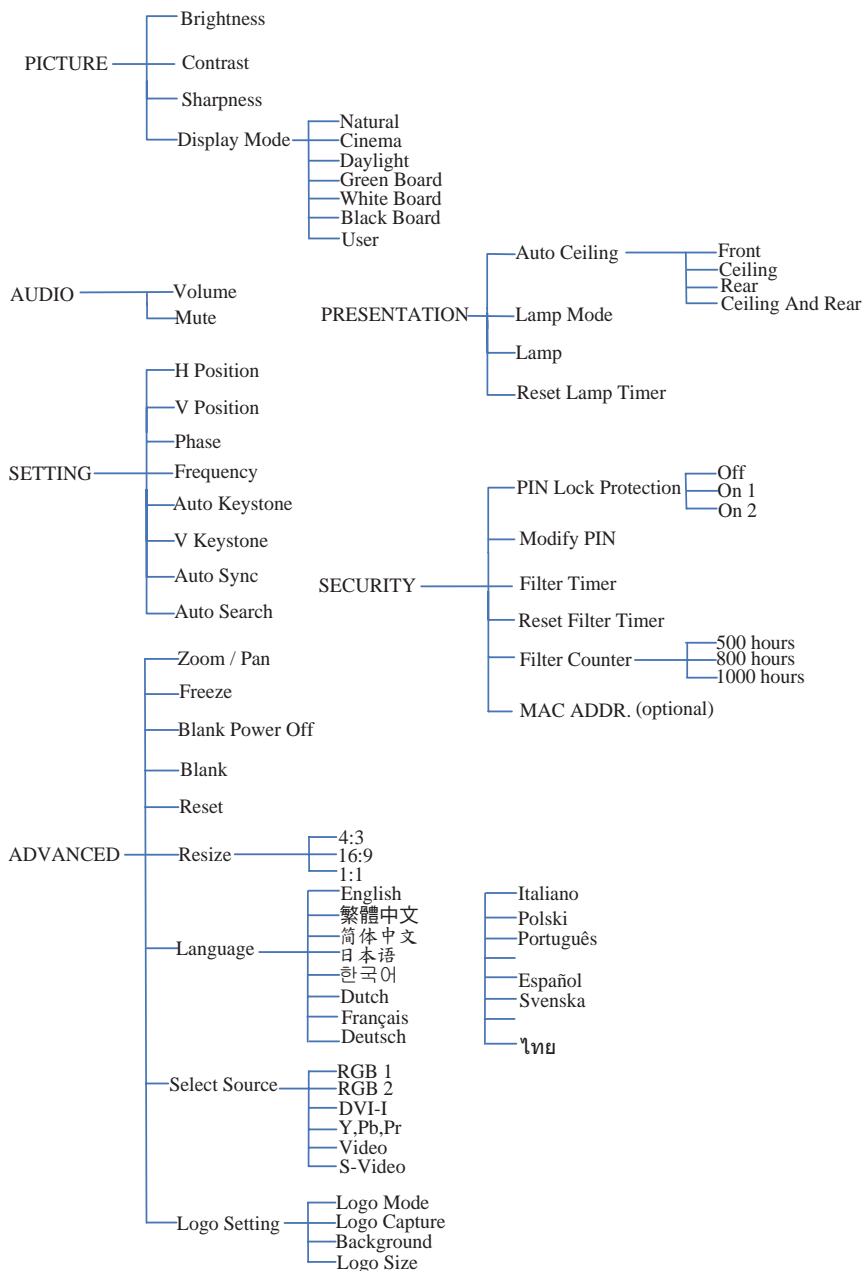 PICTURE
Brightness
Contrast
Sharpness
Display Mode
Natural
Cinema
Daylight
Green Board
White Board
Black Board
User
AUDIO
Volume
Mute
PRESENTATION
Auto Ceiling
Front
Ceiling
Rear
Ceiling And Rear
Lamp Mode
Lamp
Reset Lamp Timer
SETTING
H Position
V Position
Phase
Frequency
Auto Keystone
V Keystone
Auto Sync
Auto Search
SECURITY
PIN Lock Protection
Off
On 1
On 2
Modify PIN
Filter Timer
Reset Filter Timer
Filter Counter
500 hours
800 hours
1000 hours
MAC ADDR. (optional)
ADVANCED
Zoom / Pan
Freeze
Blank Power Off
Blank
Reset
Resize
4:3
16:9
1:1
Language
English
繁體中文
简体中文
日本语
한국어
Dutch
Français
Deutsch
Italiano
Polski
Português
Español
Svenska
ไทย
Select Source
RGB 1
RGB 2
DVI-I
Y,Pb,Pr
Video
S-Video
Logo Setting
Logo Mode
Logo Capture
Background
Logo Size